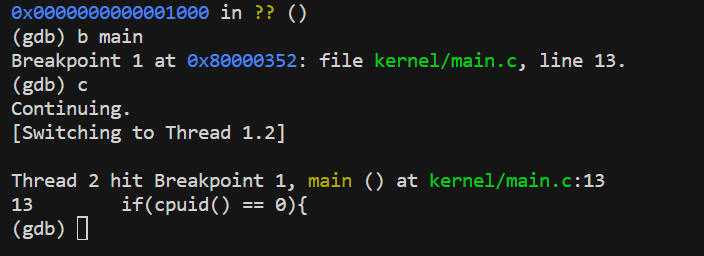 0x0000000000001000 in ?? ()
(gdb) b main
Breakpoint 1 at 0x80000352: file kernel/main.c, line 13.
(gdb) c
Continuing.
[Switching to Thread 1.2]
Thread 2 hit Breakpoint 1, main () at kernel/main.c:13
13        if(cpuid() == 0){
(gdb)